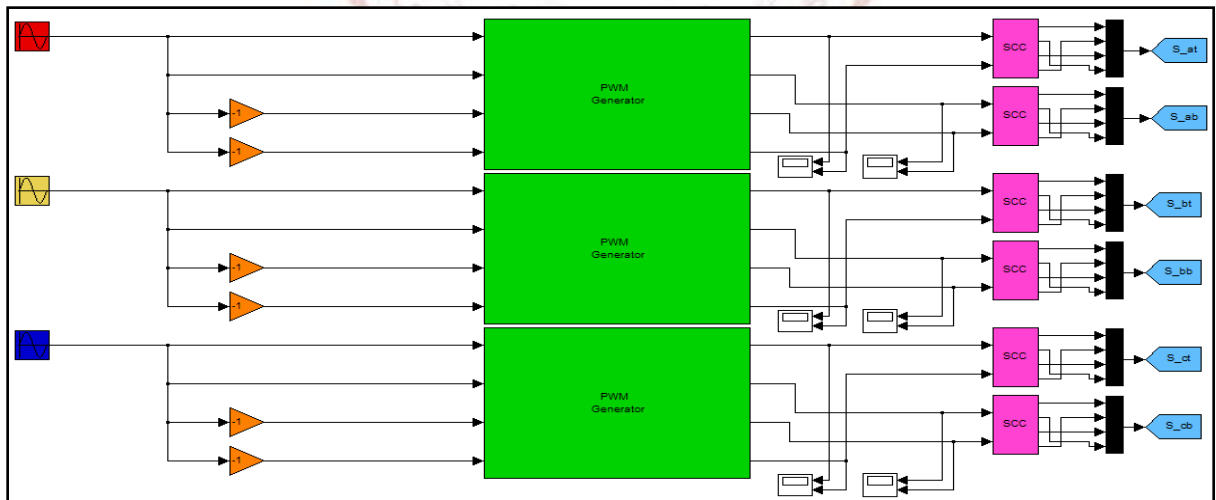 PWM
Generator
SCC
S_at
-1
SCC
S_ab
-1
PWM
Generator
SCC
S_bt
-1
SCC
S_bb
-1
PWM
Generator
SCC
S_ct
-1
SCC
S_cb
-1